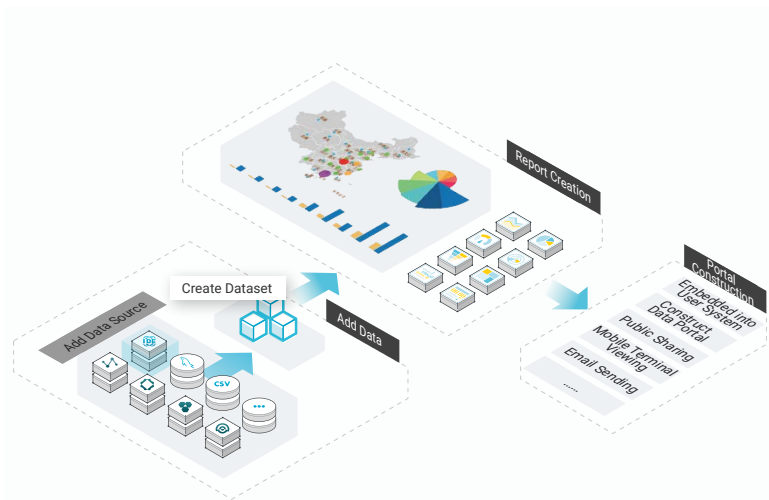 Report Creation
Portal
Construction
Embedded into
User System
Construct
Data Portal
Public Sharing
Mobile Terminal
Viewing
Email Sending
......
Create Dataset
Add Data
Add Data Source
IDE
CSV
...